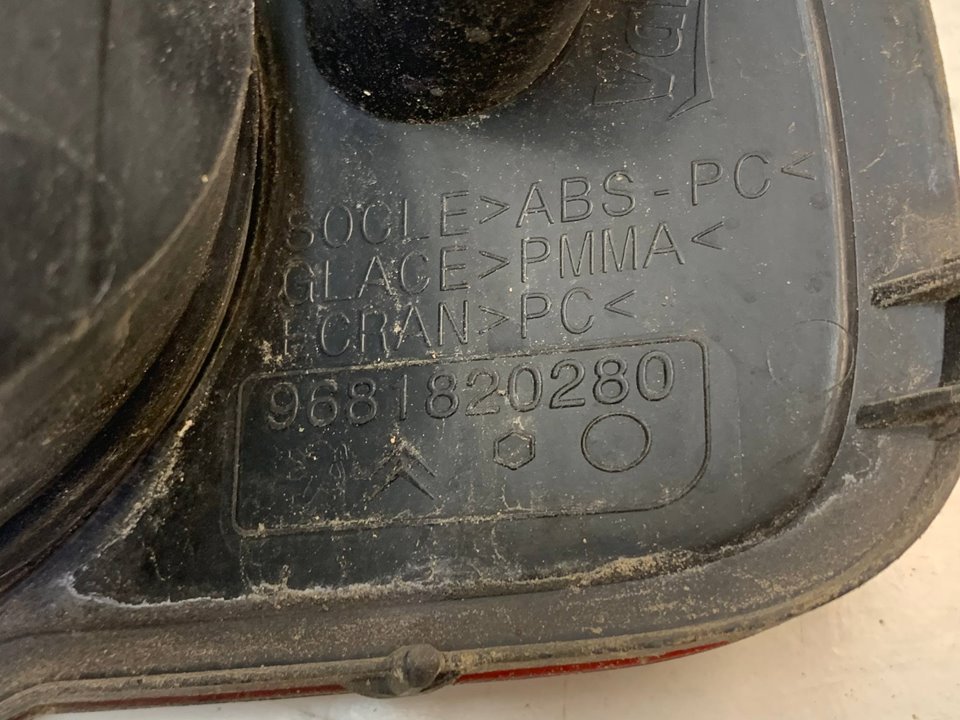 SOCLE>ABS-PC<
GLACE>PMMA<
ECRAN>PC<
9681820280